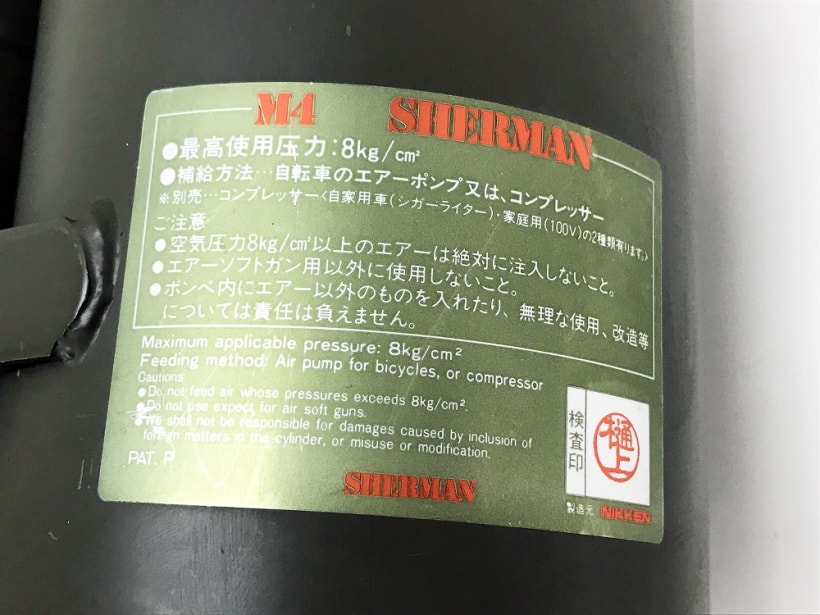 M4 SHERMAN
●最高使用圧力:8kg/c㎡
●補給方法…自転車のエアーポンプ又は、コンプレッサー
※別売…コンプレッサー<自家用車(シガーライター)・家庭用(100V)の2種類有ります。>
ご注意
●空気圧力8kg/c㎡以上のエアーは絶対に注入しないこと。
●エアーソフトガン用以外に使用しないこと。
●ボンベ内にエアー以外のものを入れたり、無理な使用、改造等
については責任は負えません。
Maximum applicable pressure: 8kg/cm²
Feeding method: Air pump for bicycles, or compressor
Cautions
●Do not feed air whose pressures exceeds 8kg/cm².
●Do not use expect for air soft guns.
●We shall not be responsible for damages caused by inclusion of
foreign matters in the cylinder, or misuse or modification.
PAT. P
SHERMAN
検査印
樋上
製造元 NIKKEN